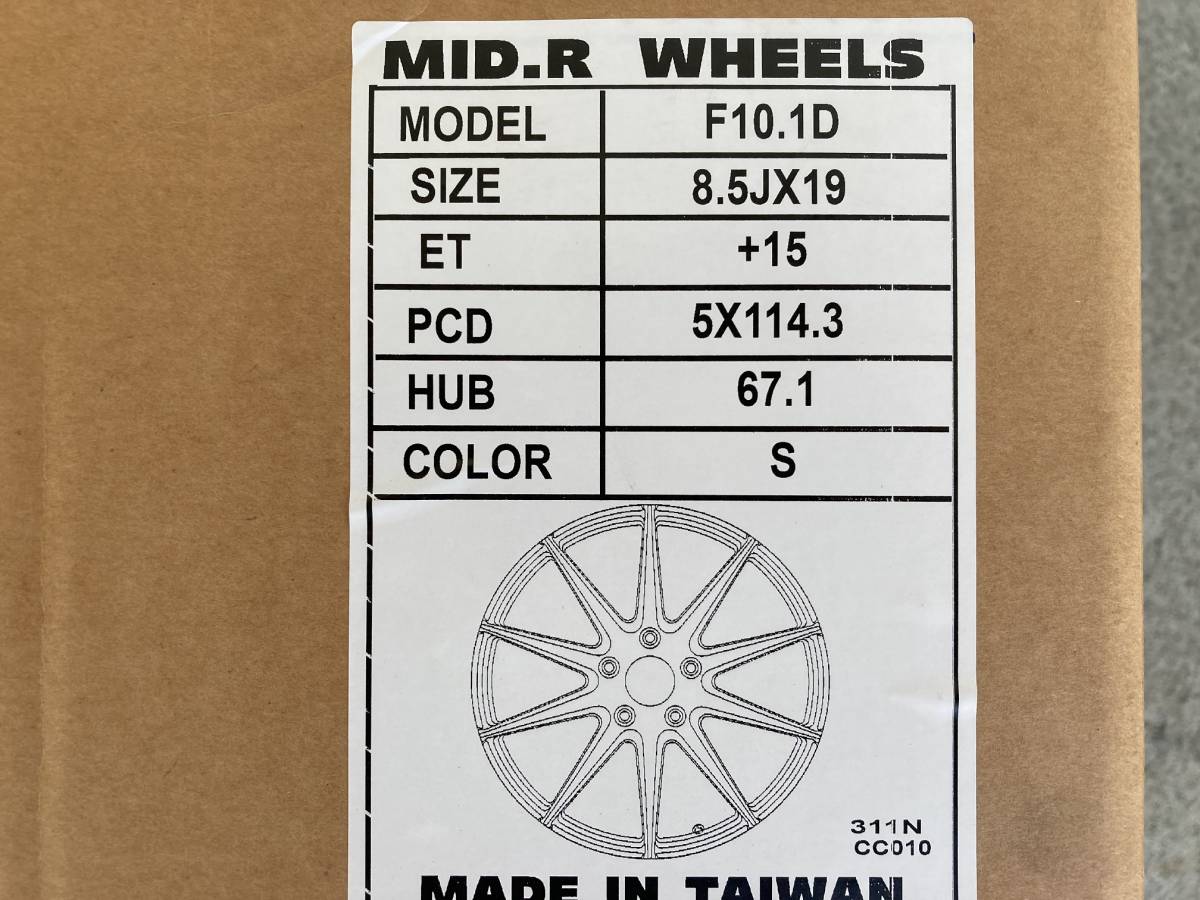 MID.R WHEELS
MODEL F10.1D
SIZE 8.5JX19
ET +15
PCD 5X114.3
HUB 67.1
COLOR S
311N
CC010
MADE IN TAIWAN